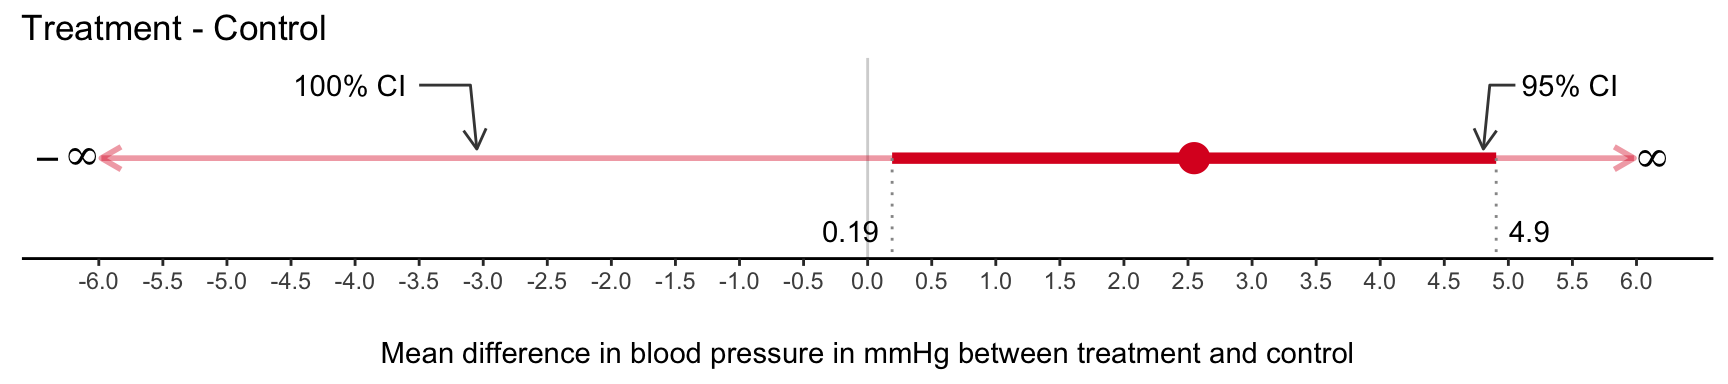 Treatment - Control
100% CI
95% CI
− ∞
∞
0.19
4.9
-6.0 -5.5 -5.0 -4.5 -4.0 -3.5 -3.0 -2.5 -2.0 -1.5 -1.0 -0.5 0.0 0.5 1.0 1.5 2.0 2.5 3.0 3.5 4.0 4.5 5.0 5.5 6.0
Mean difference in blood pressure in mmHg between treatment and control